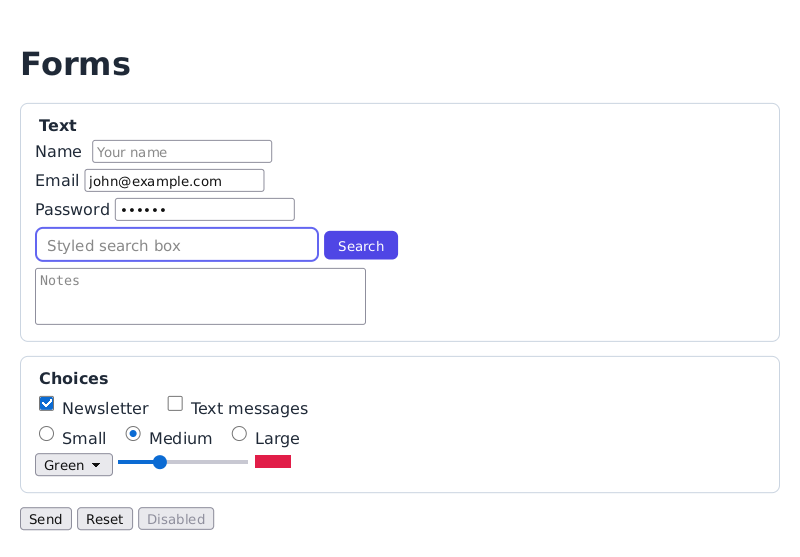 Forms
Text
Name Your name
Email john@example.com
Password ••••••
Styled search box Search
Notes
Choices
Newsletter Text messages
Small Medium Large
Green
Send Reset Disabled